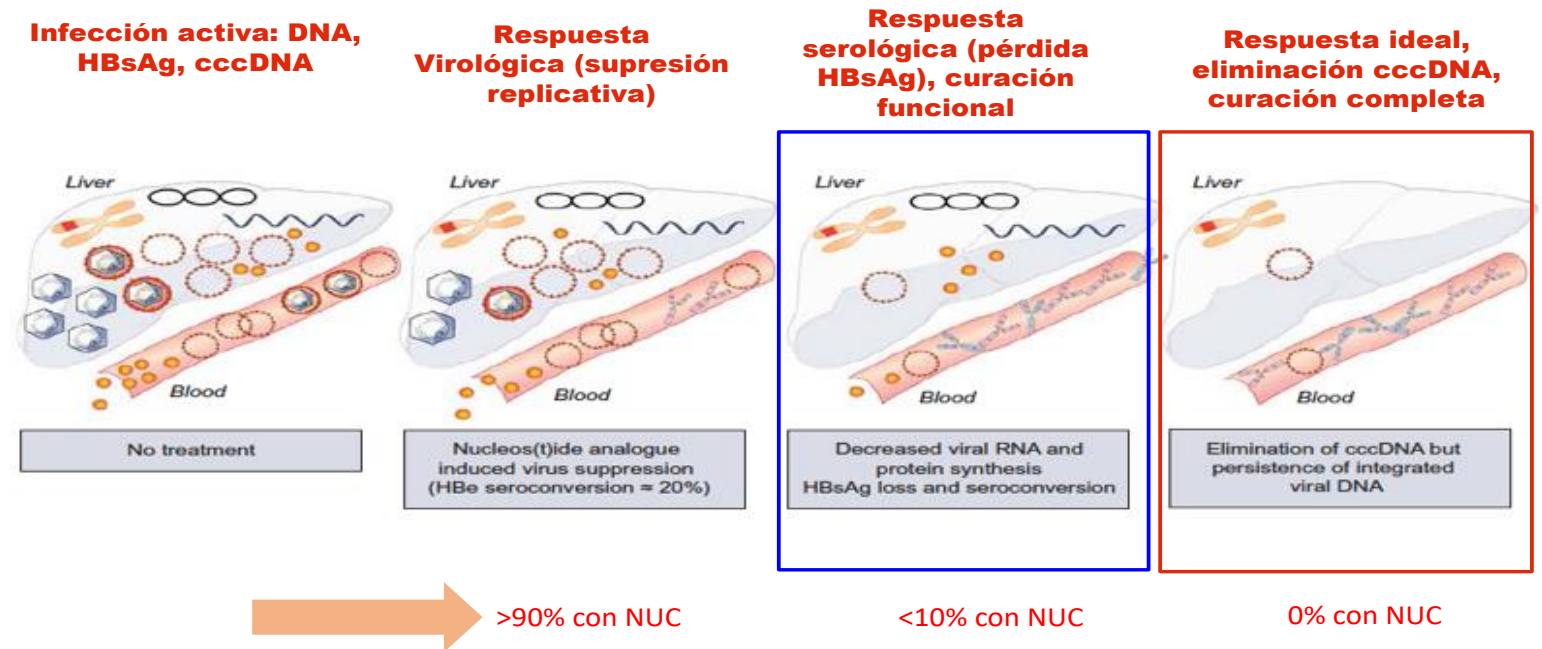 Infección activa: DNA,
HBsAg, cccDNA
Respuesta
Virológica (supresión
replicativa)
Respuesta
serológica (pérdida
HBsAg), curación
funcional
Respuesta ideal,
eliminación cccDNA,
curación completa
Liver
Blood
No treatment
Liver
Blood
Nucleos(t)ide analogue
induced virus suppression
(HBe seroconversion ≈ 20%)
Liver
Blood
Decreased viral RNA and
protein synthesis
HBsAg loss and seroconversion
Liver
Blood
Elimination of cccDNA but
persistence of integrated
viral DNA
>90% con NUC
<10% con NUC
0% con NUC